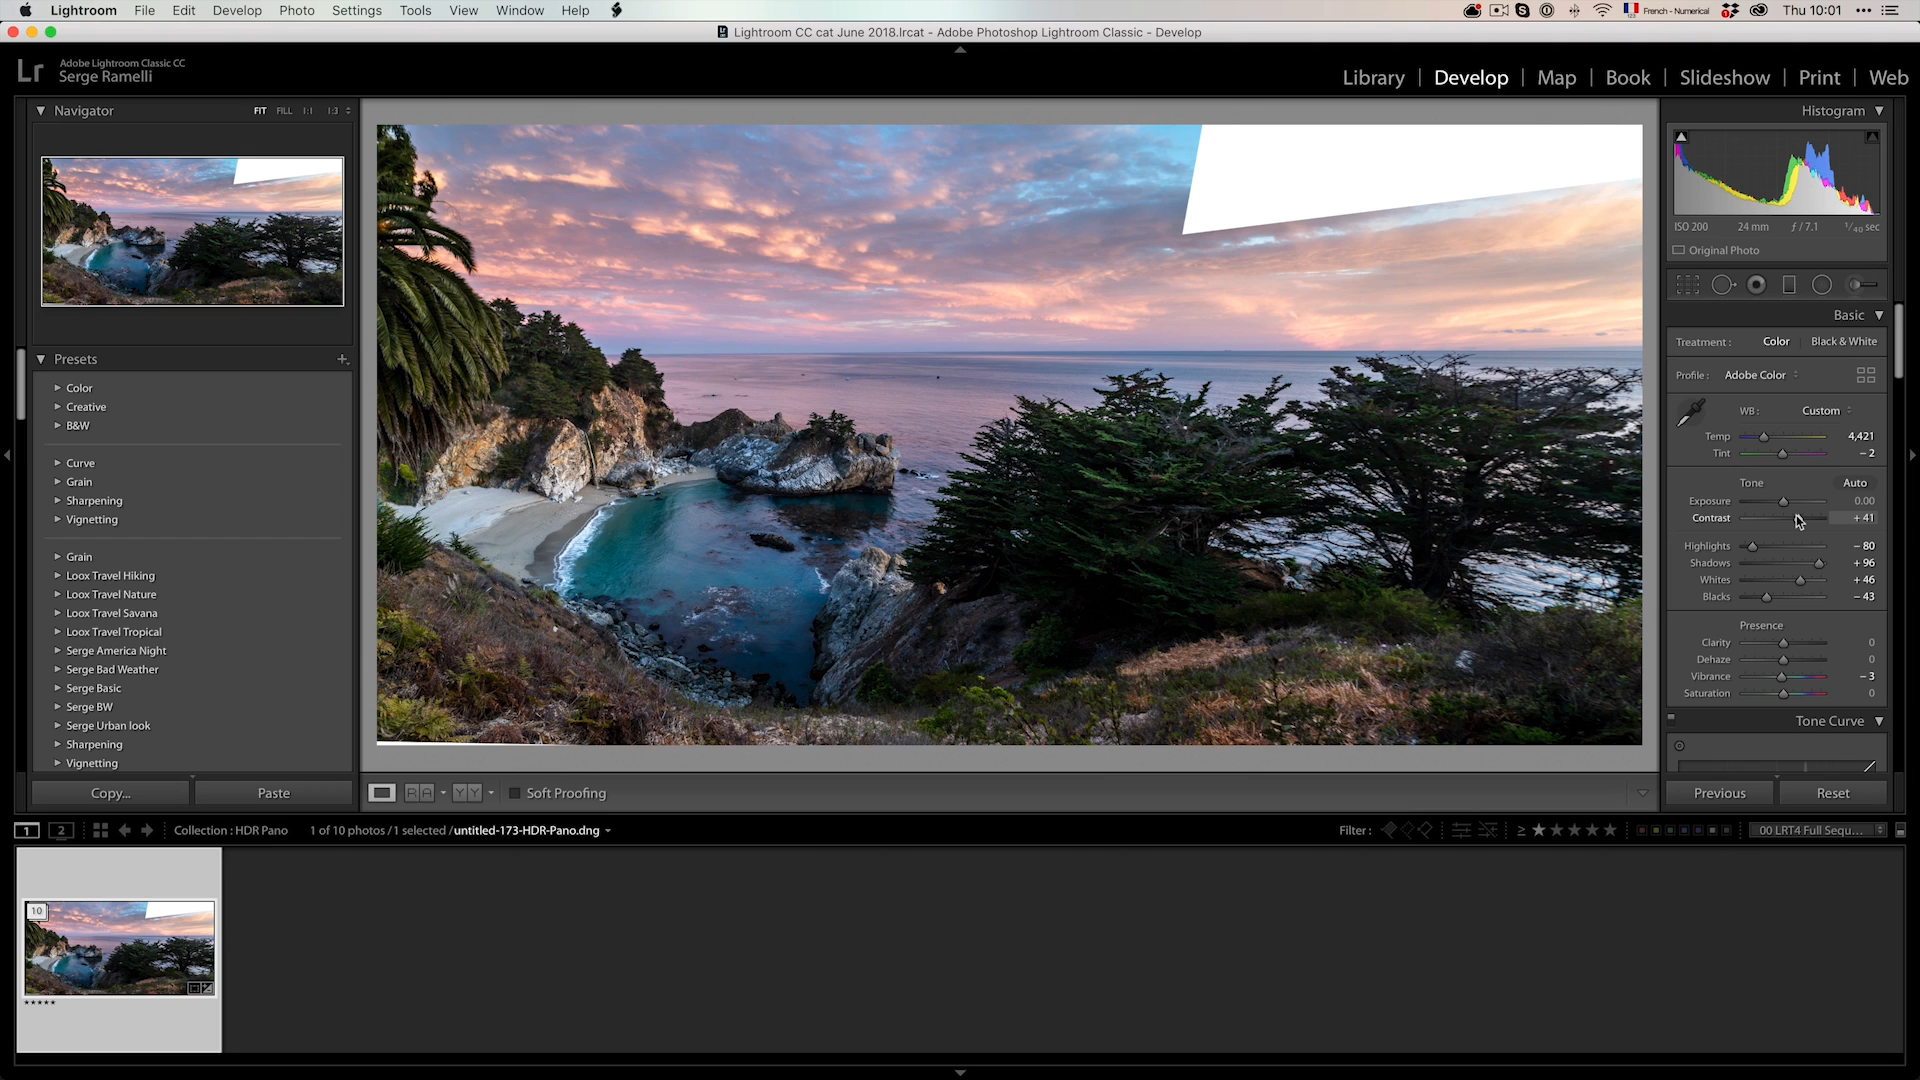 Lightroom File Edit Develop Photo Settings Tools View Window Help
French - Numerical Thu 10:01
Lightroom CC cat June 2018.lrcat - Adobe Photoshop Lightroom Classic - Develop
Lr Adobe Lightroom Classic CC
Serge Ramelli
Library | Develop | Map | Book | Slideshow | Print | Web
Navigator FIT FILL 1:1 1:3
Histogram
ISO 200 24 mm ƒ / 7.1 1/40 sec
Original Photo
Basic
Treatment : Color Black & White
Profile : Adobe Color
WB : Custom
Temp 4,421
Tint – 2
Tone Auto
Exposure 0.00
Contrast + 41
Highlights – 80
Shadows + 96
Whites + 46
Blacks – 43
Presence
Clarity 0
Dehaze 0
Vibrance – 3
Saturation 0
Tone Curve
Presets +
Color
Creative
B&W
Curve
Grain
Sharpening
Vignetting
Grain
Loox Travel Hiking
Loox Travel Nature
Loox Travel Savana
Loox Travel Tropical
Serge America Night
Serge Bad Weather
Serge Basic
Serge BW
Serge Urban look
Sharpening
Vignetting
Copy... Paste
R A Y Y Soft Proofing
Previous Reset
1 2 Collection : HDR Pano 1 of 10 photos / 1 selected / untitled-173-HDR-Pano.dng
Filter : ≥ ★★★★★ 00 LRT4 Full Sequ...
10
★★★★★